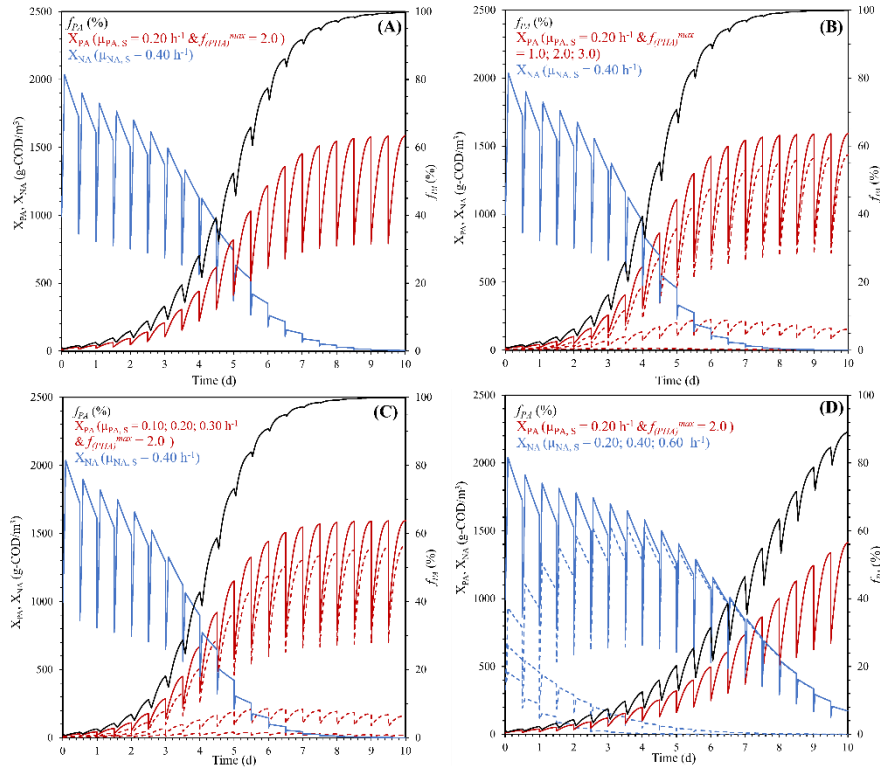 f_PA (%)
X_PA (μ_PA, S = 0.20 h⁻¹ & f_(PHA)^max = 2.0)
X_NA (μ_NA, S = 0.40 h⁻¹)
(A)
2500
2000
1500
1000
500
0
X_PA, X_NA (g-COD/m³)
100
80
60
40
20
0
f_PA (%)
0 1 2 3 4 5 6 7 8 9 10
Time (d)
f_PA (%)
X_PA (μ_PA, S = 0.20 h⁻¹ & f_(PHA)^max
= 1.0; 2.0; 3.0)
X_NA (μ_NA, S = 0.40 h⁻¹)
(B)
2500
2000
1500
1000
500
0
X_PA, X_NA (g-COD/m³)
100
80
60
40
20
0
f_PA (%)
0 1 2 3 4 5 6 7 8 9 10
Time (d)
f_PA (%)
X_PA (μ_PA, S = 0.10; 0.20; 0.30 h⁻¹
& f_(PHA)^max = 2.0 )
X_NA (μ_NA, S = 0.40 h⁻¹)
(C)
2500
2000
1500
1000
500
0
X_PA, X_NA (g-COD/m³)
100
80
60
40
20
0
f_PA (%)
0 1 2 3 4 5 6 7 8 9 10
Time (d)
f_PA (%)
X_PA (μ_PA, S = 0.20 h⁻¹ & f_(PHA)^max = 2.0)
X_NA (μ_NA, S = 0.20; 0.40; 0.60 h⁻¹)
(D)
2500
2000
1500
1000
500
0
X_PA, X_NA (g-COD/m³)
100
80
60
40
20
0
f_PA (%)
0 1 2 3 4 5 6 7 8 9 10
Time (d)